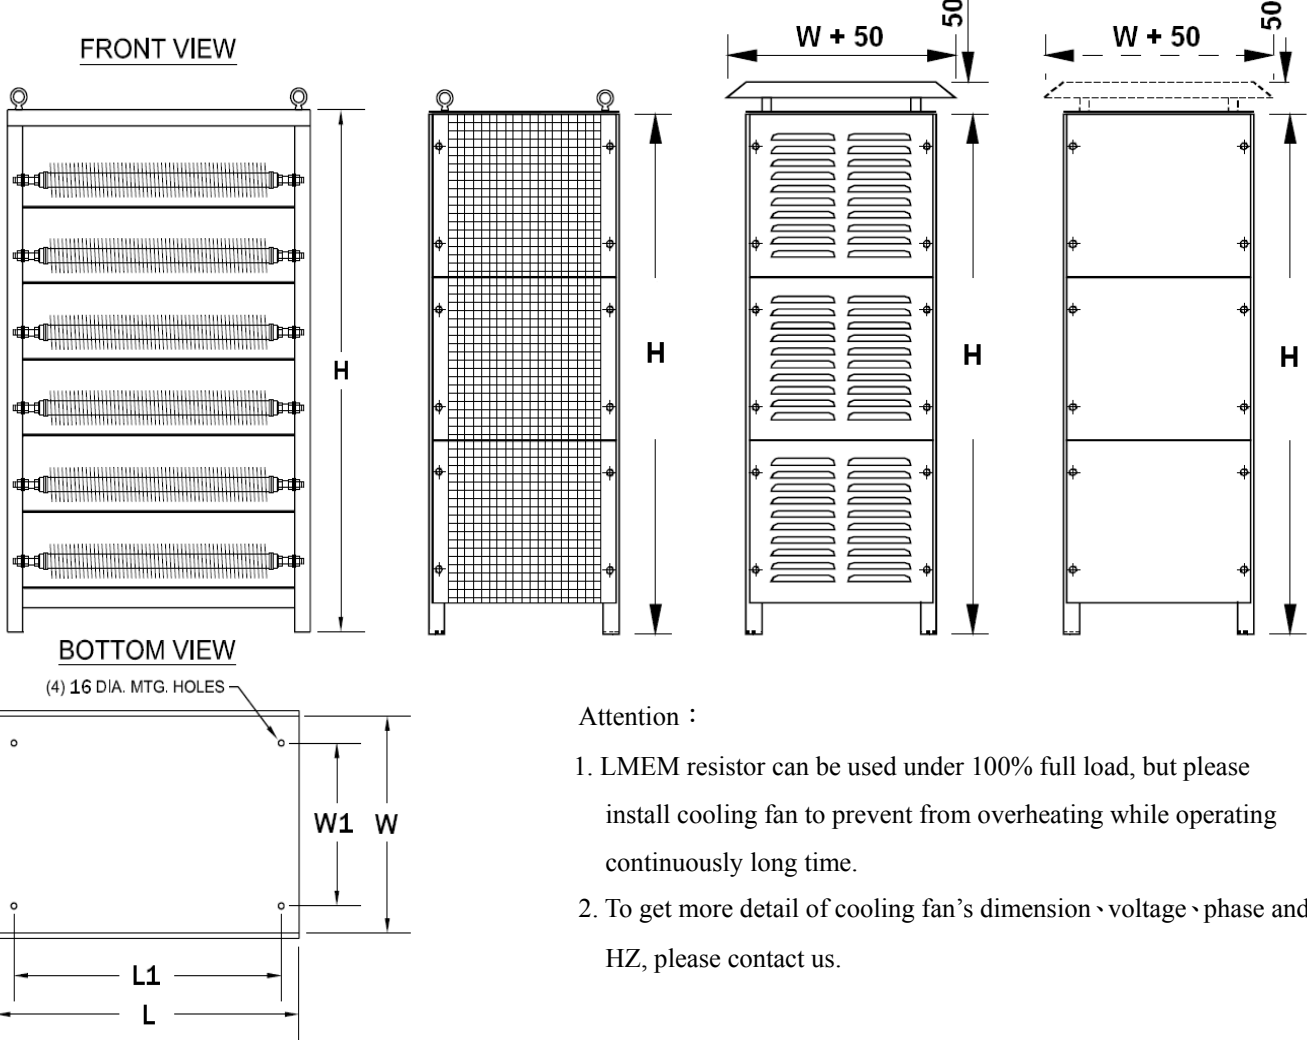 FRONT VIEW
H
H
W + 50
50
H
W + 50
50
H
BOTTOM VIEW
(4) 16 DIA. MTG. HOLES
W1
W
L1
L
Attention：
1. LMEM resistor can be used under 100% full load, but please
install cooling fan to prevent from overheating while operating
continuously long time.
2. To get more detail of cooling fan’s dimension、voltage、phase and
HZ, please contact us.